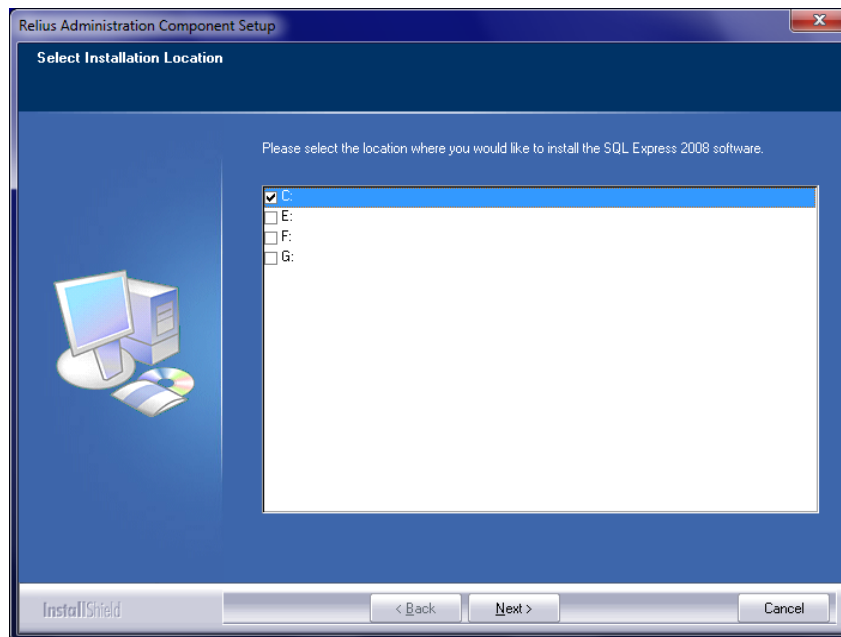 Relius Administration Component Setup
Select Installation Location
Please select the location where you would like to install the SQL Express 2008 software.
C:
E:
F:
G:
InstallShield
< Back
Next >
Cancel